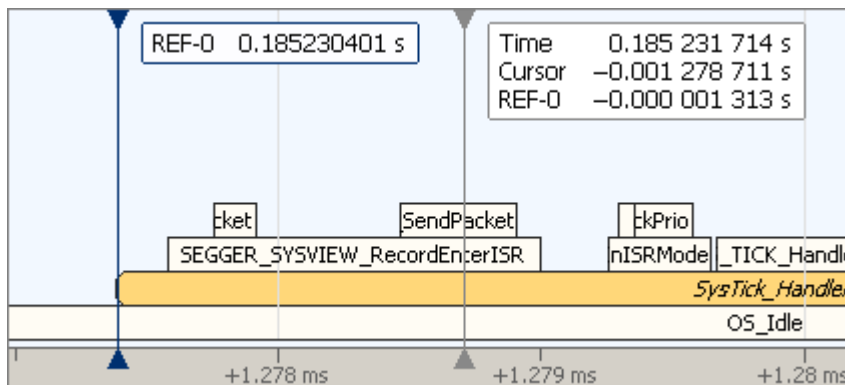 REF-0 0.185230401 s
Time 0.185 231 714 s
Cursor −0.001 278 711 s
REF-0 −0.000 001 313 s
cket
SendPacket
ckPrio
SEGGER_SYSVIEW_RecordEnterISR
nISRMode
_TICK_Handle
SysTick_Handler
OS_Idle
+1.278 ms
+1.279 ms
+1.28 ms